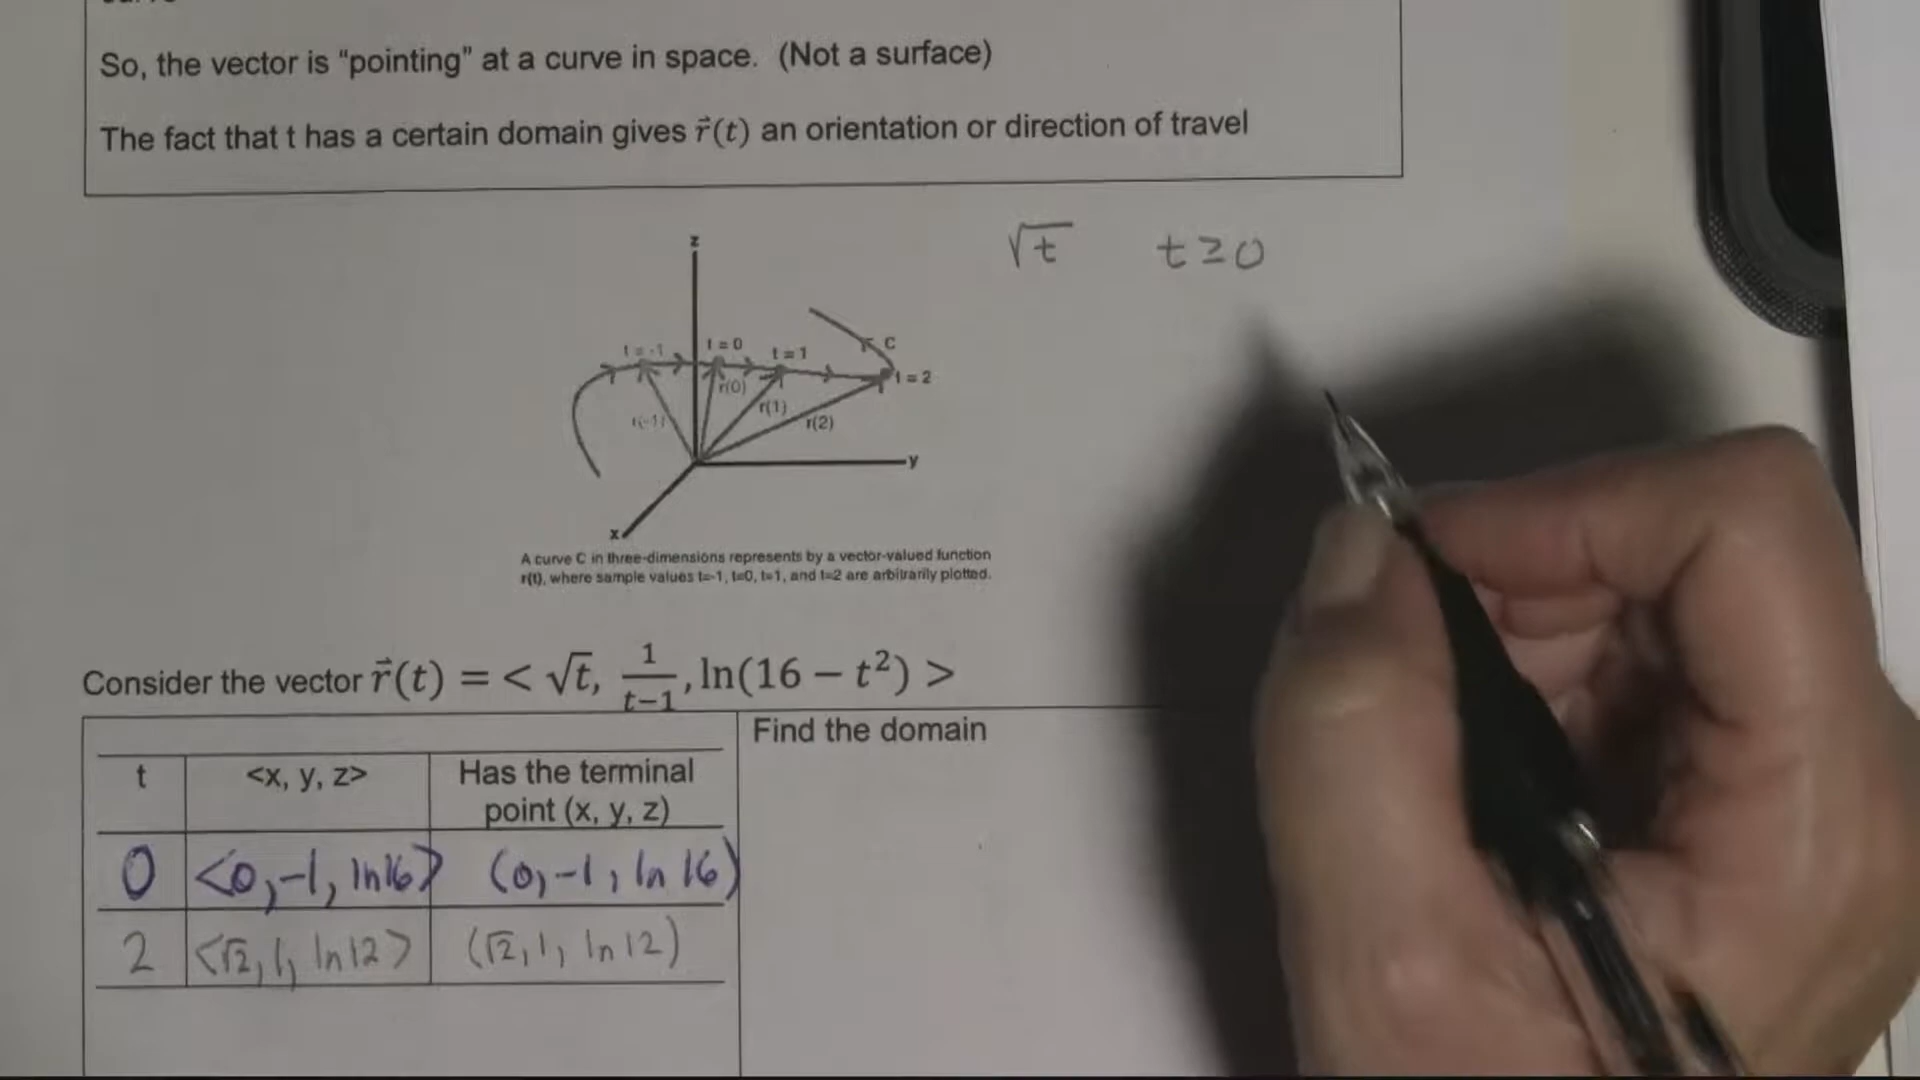 So, the vector is “pointing” at a curve in space. (Not a surface)
The fact that t has a certain domain gives r⃗(t) an orientation or direction of travel
√t t ≥ 0
z
t = -1 t = 0 t = 1 C
t = 2
r(-1) r(0) r(1) r(2)
y
x
A curve C in three-dimensions represents by a vector-valued function
r(t), where sample values t=-1, t=0, t=1, and t=2 are arbitrarily plotted.
Consider the vector r⃗(t) = < √t, 1/(t−1), ln(16 − t²) >
Find the domain
t <x, y, z> Has the terminal
point (x, y, z)
0 <0, -1, ln16> (0, -1, ln 16)
2 <√2, 1, ln 12> (√2, 1, ln 12)